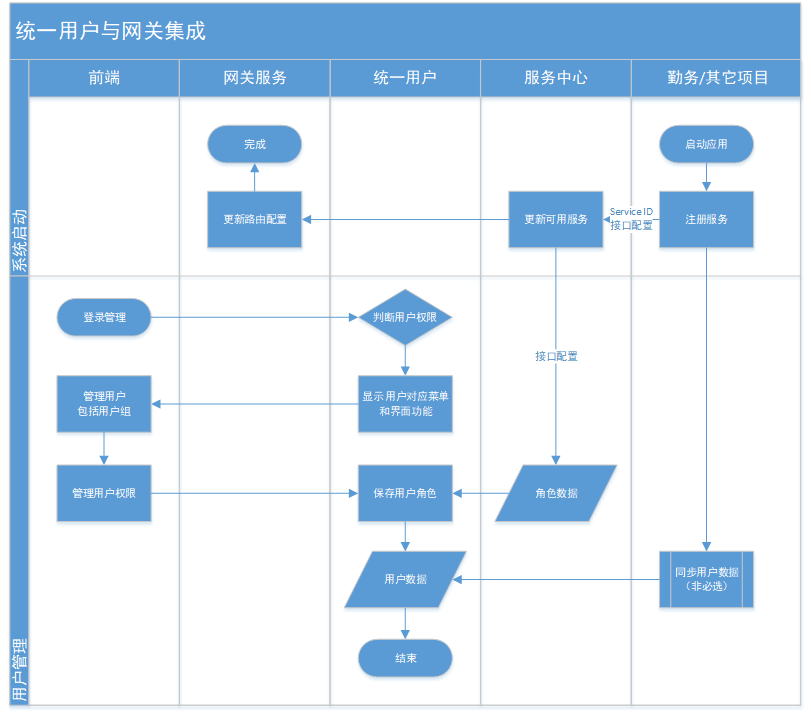 统一用户与网关集成
前端
网关服务
统一用户
服务中心
勤务/其它项目
系统启动
完成
启动应用
更新路由配置
更新可用服务
Service ID
接口配置
注册服务
用户管理
登录管理
判断用户权限
接口配置
管理用户
包括用户组
显示用户对应菜单
和界面功能
管理用户权限
保存用户角色
角色数据
用户数据
同步用户数据
（非必选）
结束